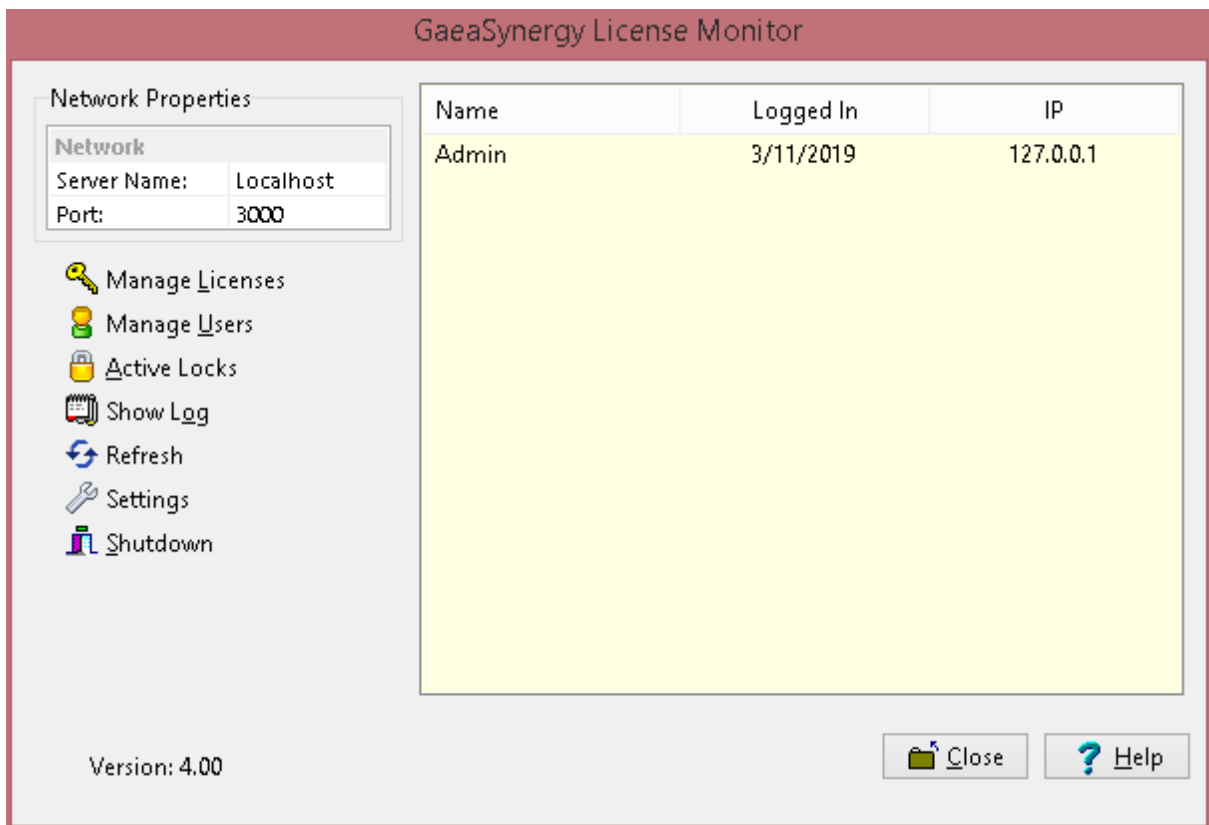 GaeaSynergy License Monitor
Network Properties
Network
Server Name: Localhost
Port: 3000
Manage Licenses
Manage Users
Active Locks
Show Log
Refresh
Settings
Shutdown
Name Logged In IP
Admin 3/11/2019 127.0.0.1
Version: 4.00
Close Help